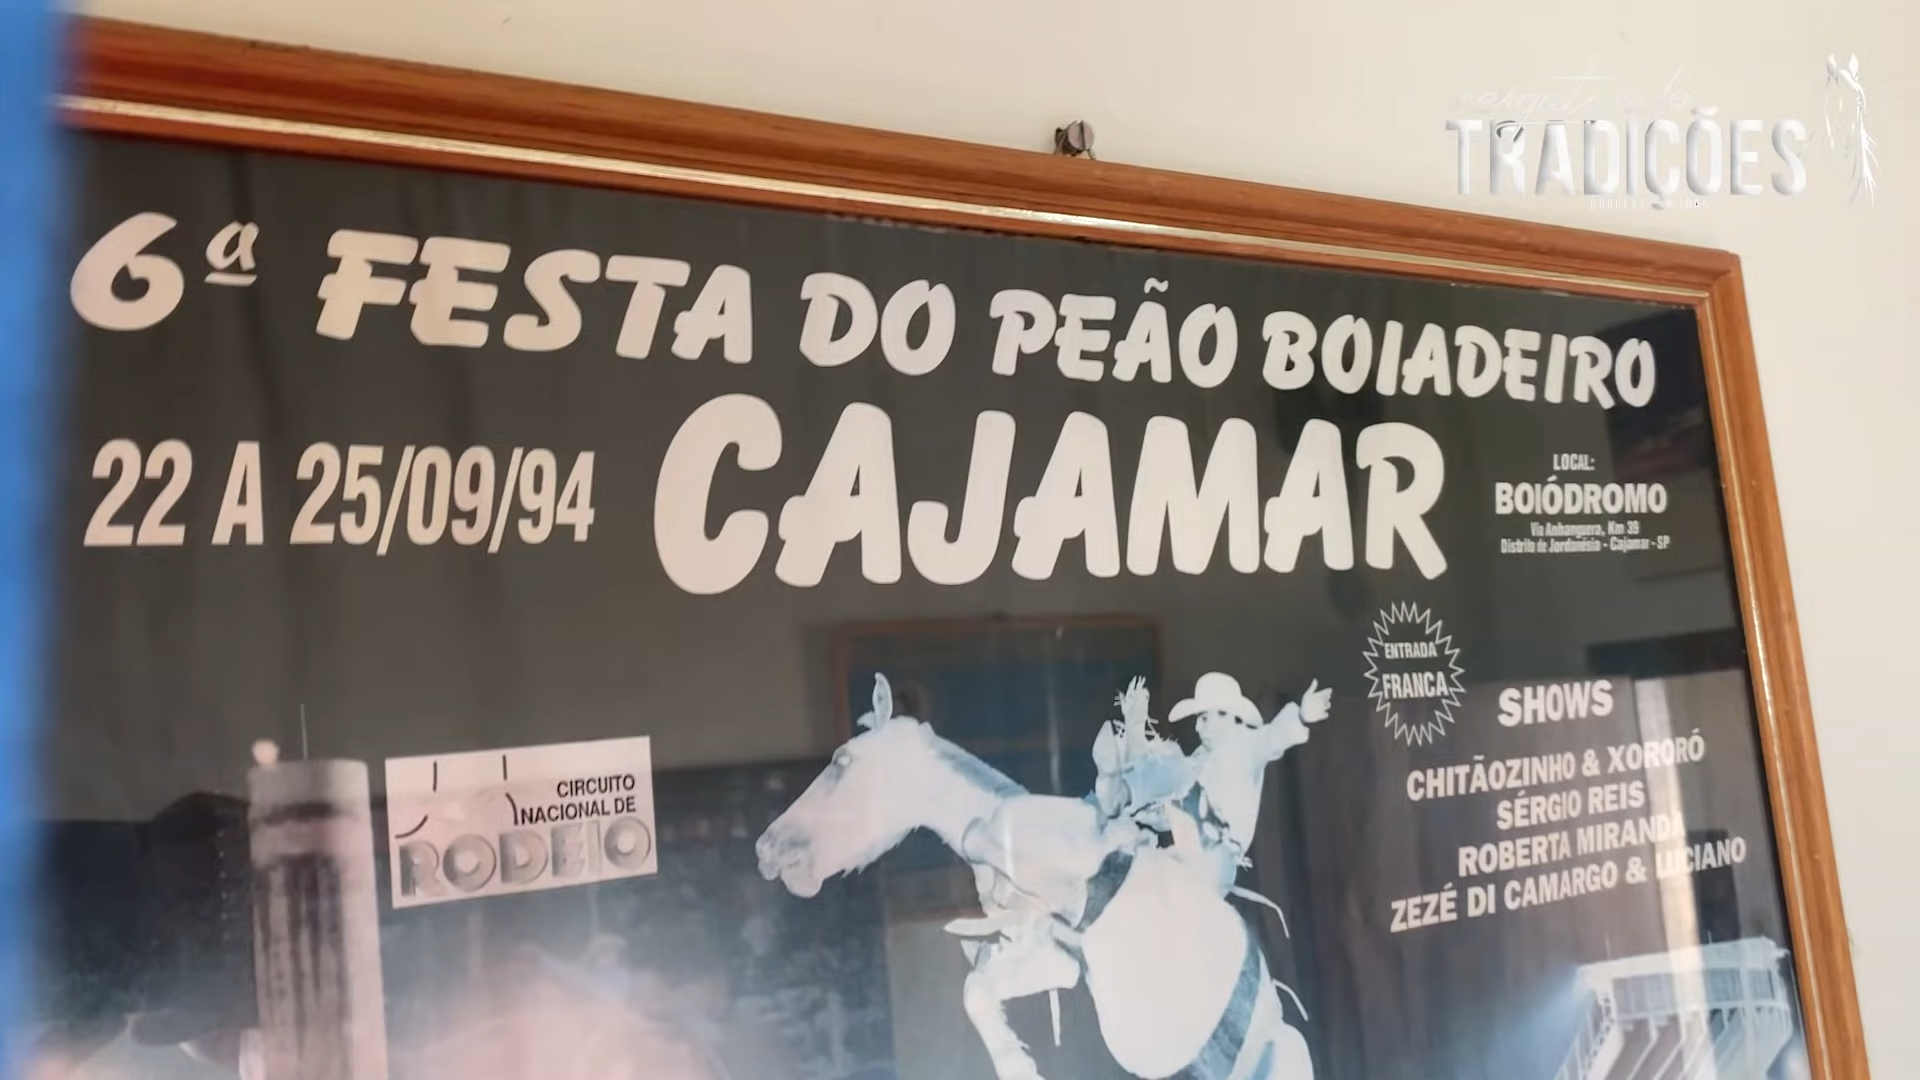 TRADIÇÕES
6ª FESTA DO PEÃO BOIADEIRO
CAJAMAR
22 A 25/09/94
LOCAL:
BOIÓDROMO
Via Anhanguera, Km 39
Distrito de Jordanésia - Cajamar - SP
ENTRADA
FRANCA
SHOWS
CHITÃOZINHO & XORORÓ
SÉRGIO REIS
ROBERTA MIRANDA
ZEZÉ DI CAMARGO & LUCIANO
CIRCUITO
NACIONAL DE
RODEIO